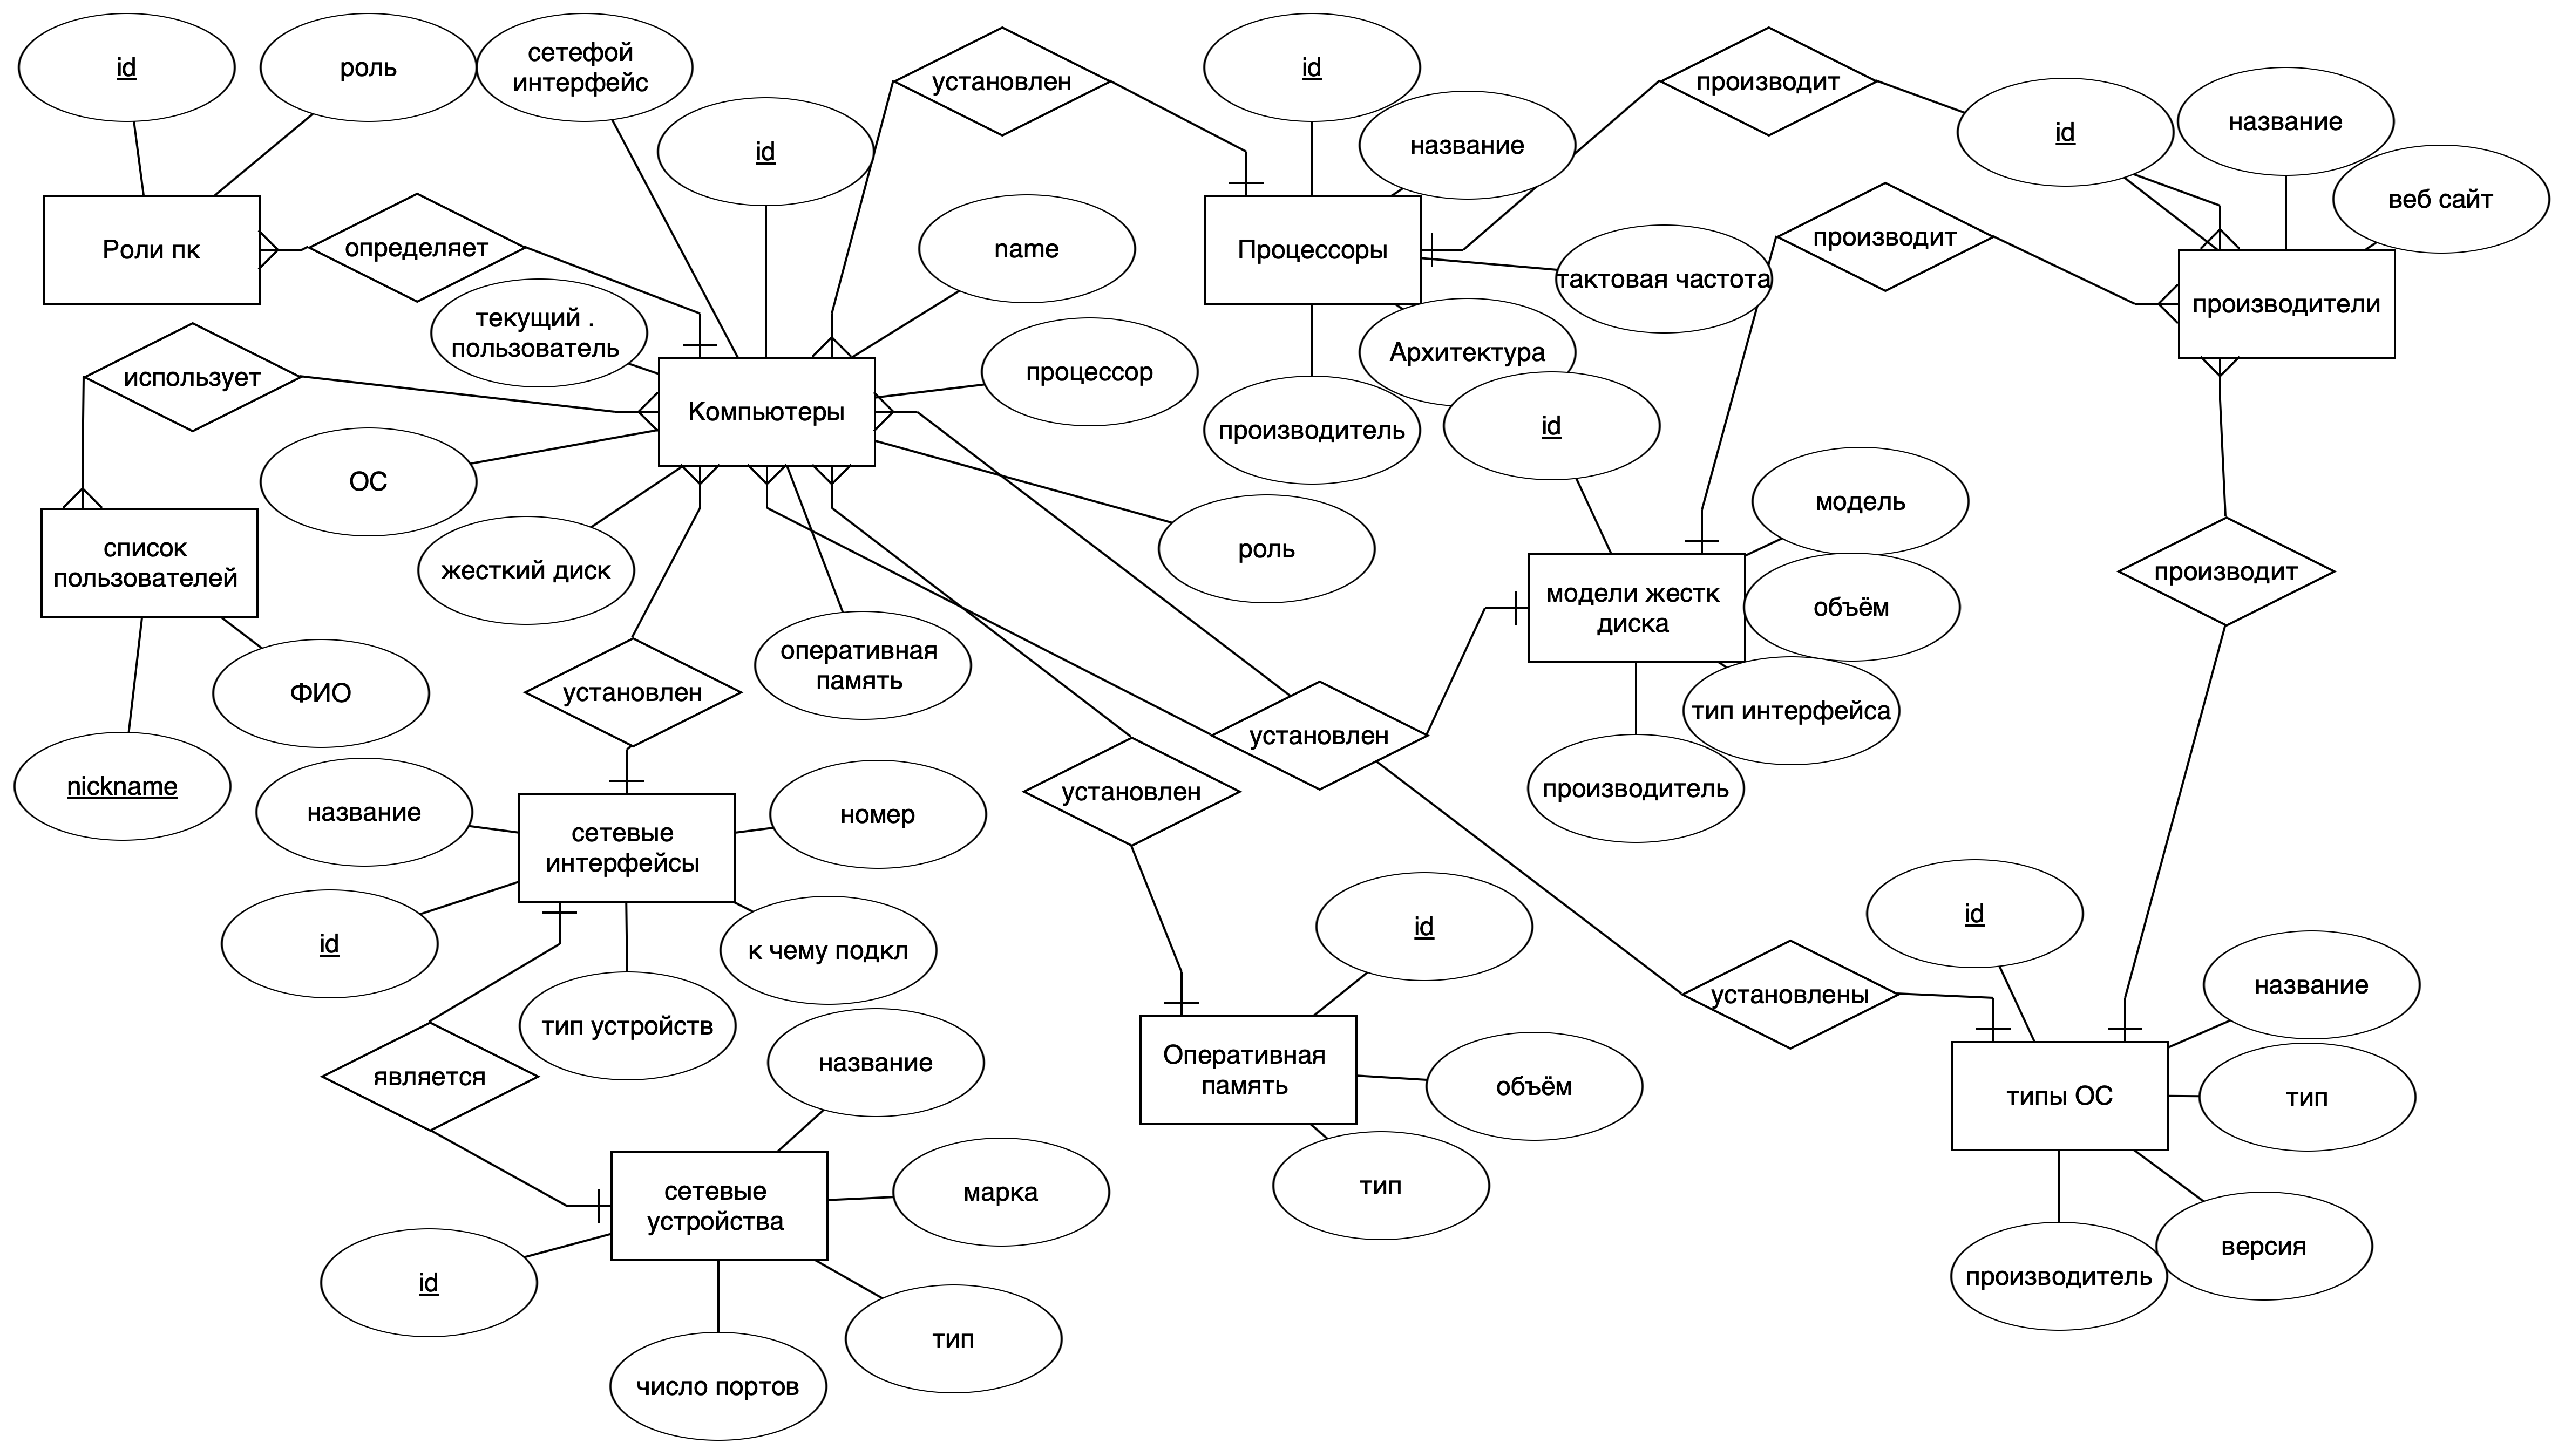 id
роль
сетефой
интерфейс
id
установлен
id
название
производит
id
название
веб сайт
Роли пк
определяет
name
Процессоры
производит
тактовая частота
производители
текущий .
пользователь
использует
Компьютеры
процессор
Архитектура
производитель
id
ОС
жесткий диск
роль
модель
список
пользователей
модели жестк
диска
объём
производит
ФИО
установлен
оперативная
память
установлен
тип интерфейса
nickname
название
сетевые
интерфейсы
номер
установлен
производитель
id
к чему подкл
id
id
тип устройств
установлены
название
является
название
Оперативная
память
объём
типы ОС
тип
сетевые
устройства
марка
тип
id
версия
производитель
число портов
тип